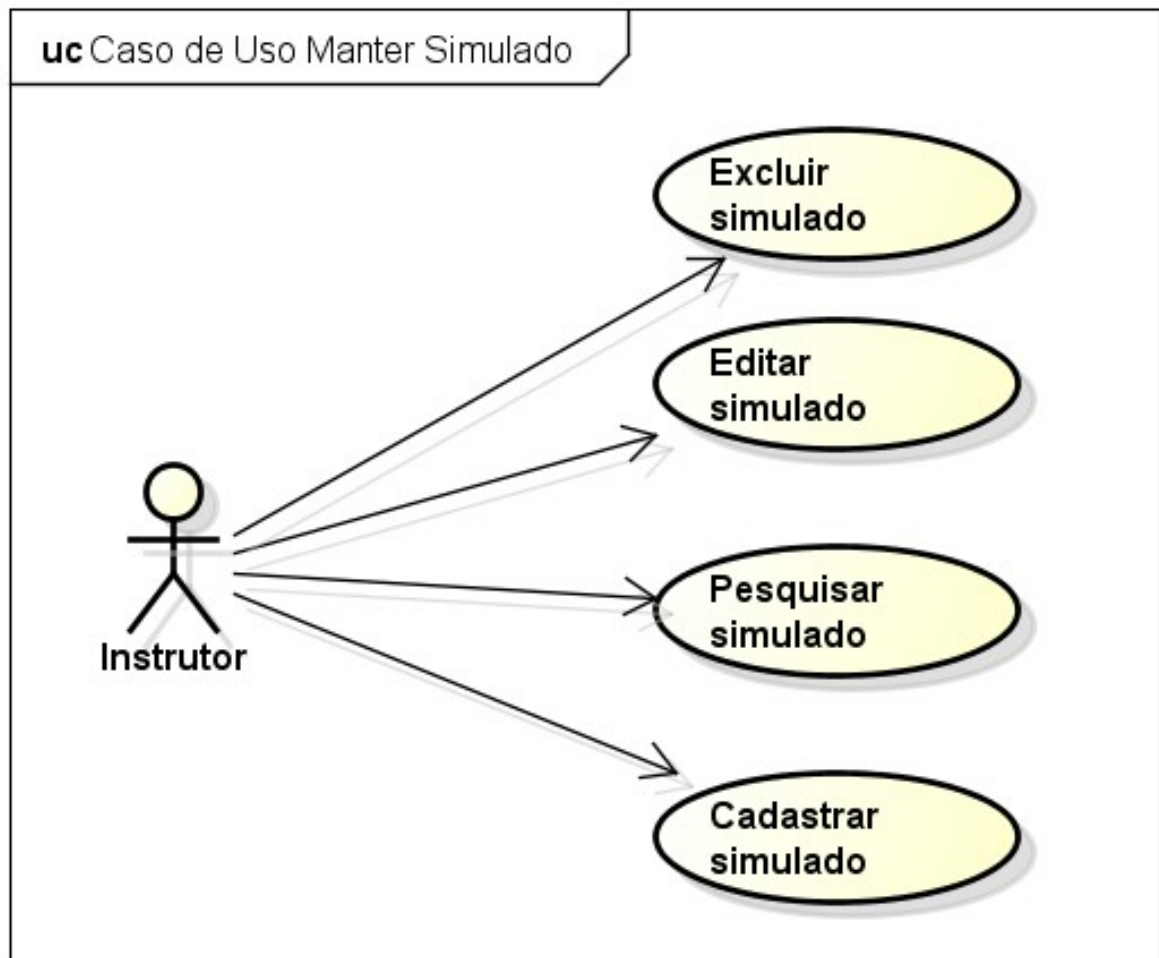 uc Caso de Uso Manter Simulado
Excluir
simulado
Editar
simulado
Pesquisar
simulado
Instrutor
Cadastrar
simulado